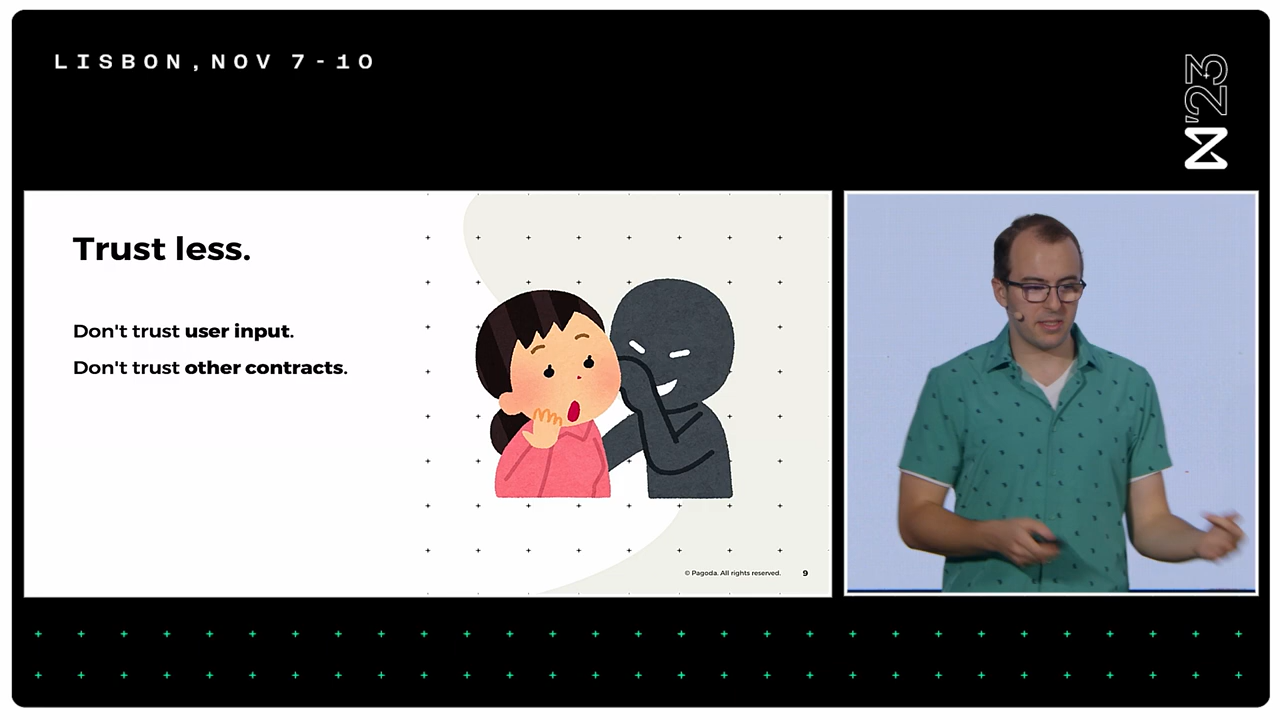 LISBON, NOV 7-10
'23
Trust less.
Don't trust user input.
Don't trust other contracts.
© Pagoda. All rights reserved.
9